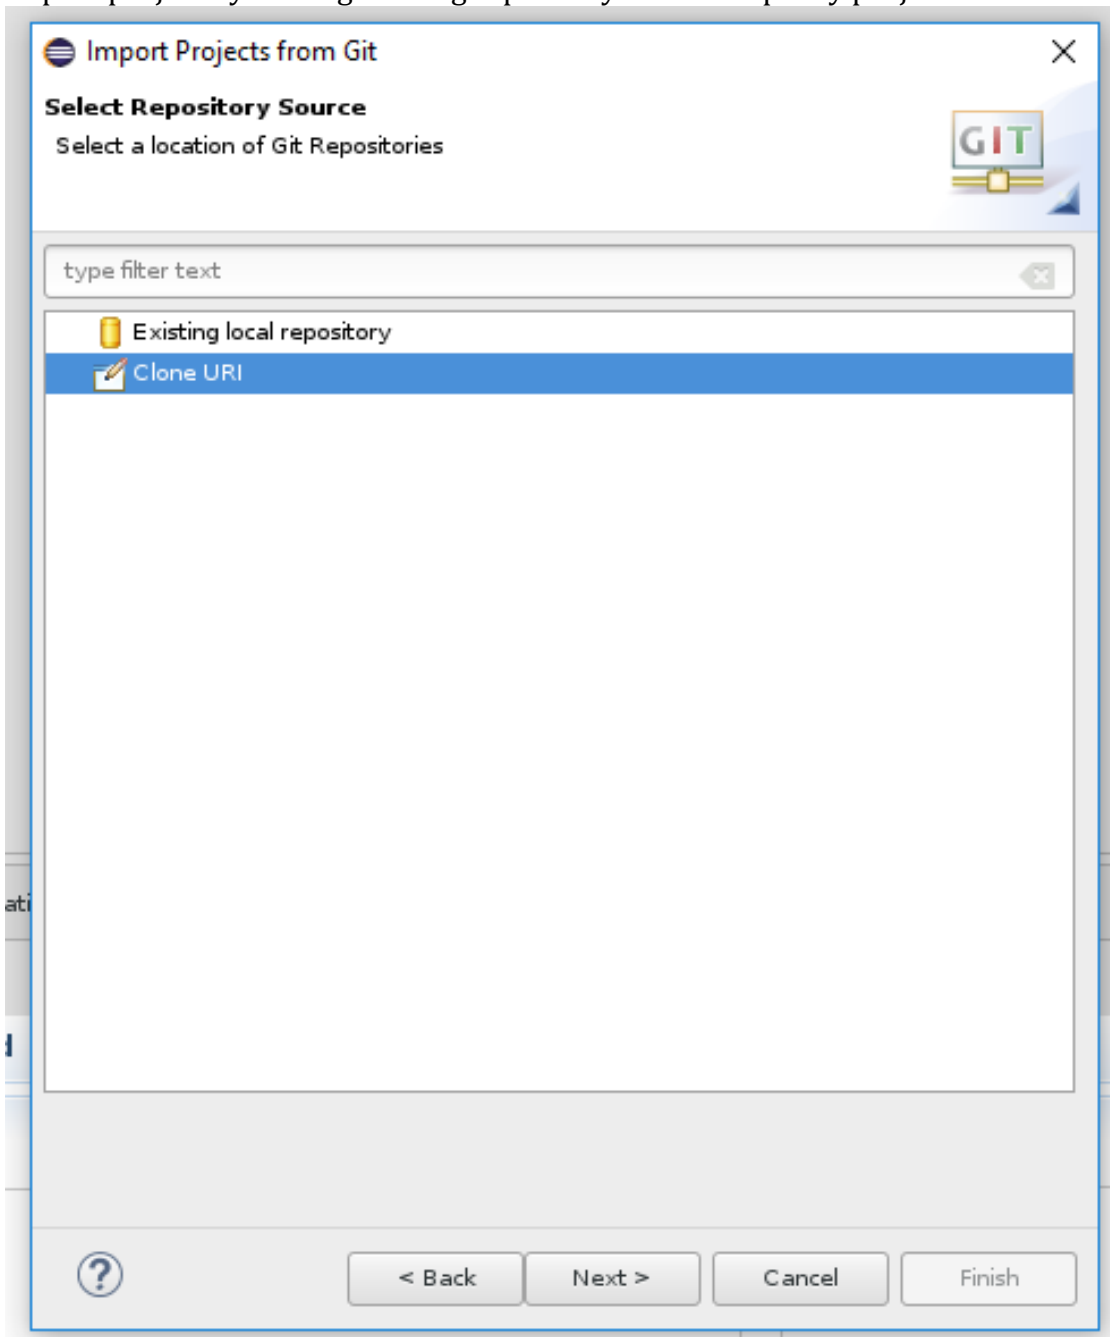 Import Projects from Git
Select Repository Source
Select a location of Git Repositories
GIT
type filter text
Existing local repository
Clone URI
ati
d
< Back
Next >
Cancel
Finish